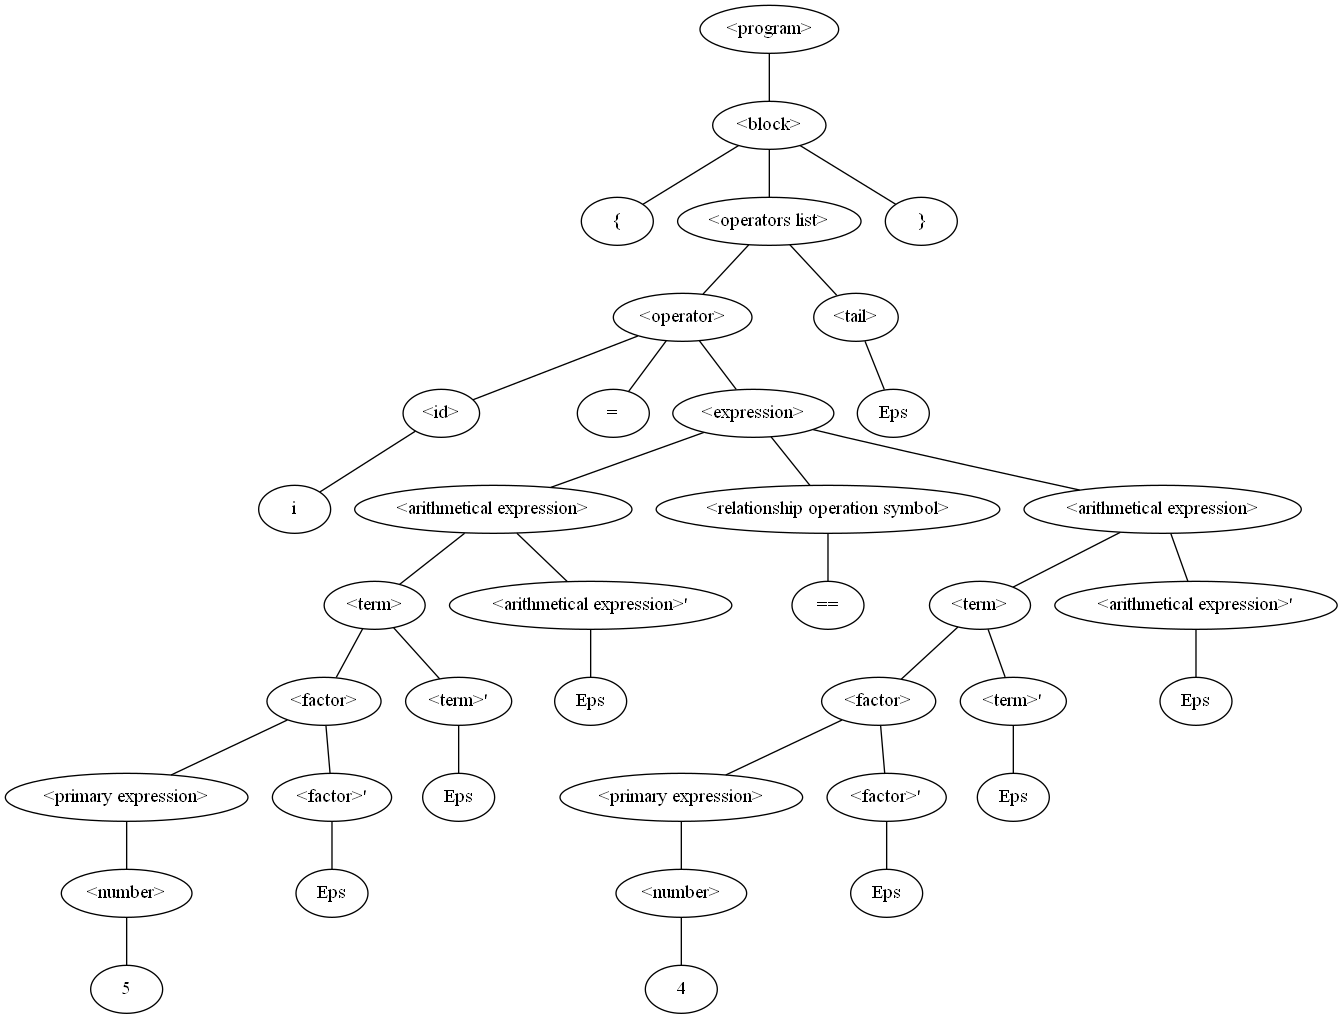 <program>
<block>
{
<operators list>
}
<operator>
<tail>
<id>
=
<expression>
Eps
i
<arithmetical expression>
<relationship operation symbol>
<arithmetical expression>
<term>
<arithmetical expression>'
==
<term>
<arithmetical expression>'
<factor>
<term>'
Eps
<factor>
<term>'
Eps
<primary expression>
<factor>'
Eps
<primary expression>
<factor>'
Eps
<number>
Eps
<number>
Eps
5
4